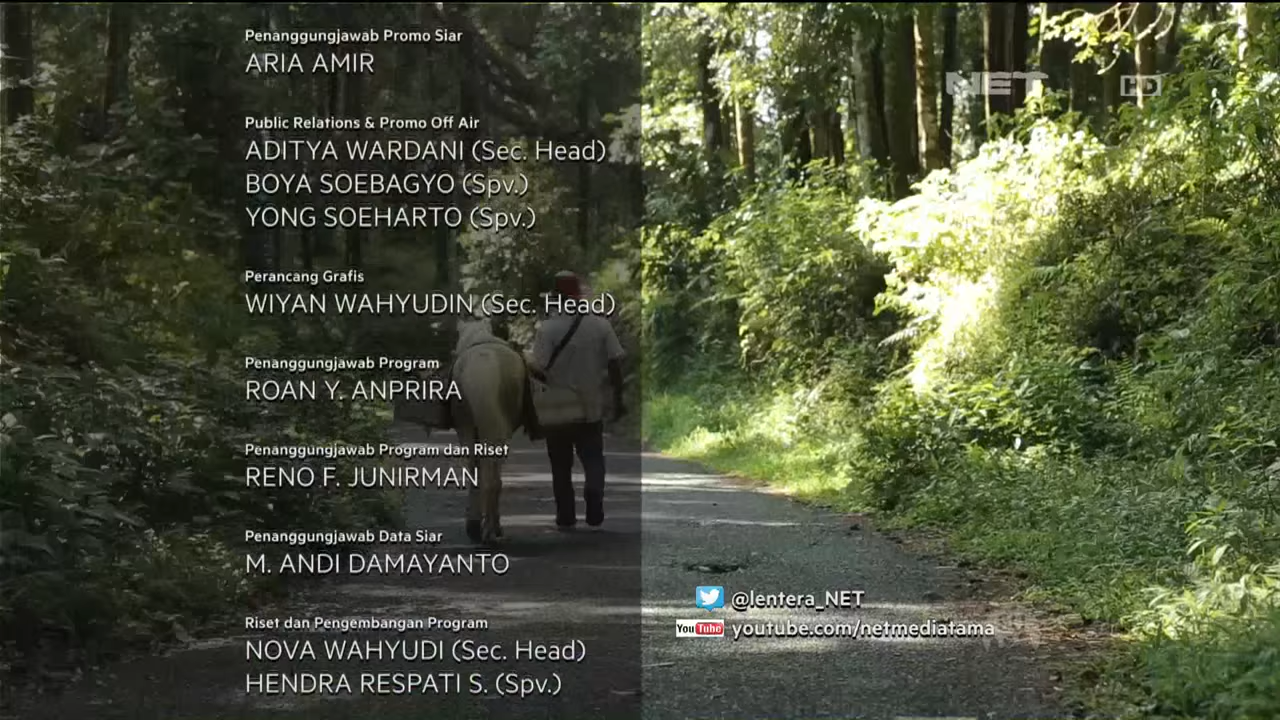 Penanggungjawab Promo Siar
ARIA AMIR
Public Relations & Promo Off Air
ADITYA WARDANI (Sec. Head)
BOYA SOEBAGYO (Spv.)
YONG SOEHARTO (Spv.)
Perancang Grafis
WIYAN WAHYUDIN (Sec. Head)
Penanggungjawab Program
ROAN Y. ANPRIRA
Penanggungjawab Program dan Riset
RENO F. JUNIRMAN
Penanggungjawab Data Siar
M. ANDI DAMAYANTO
Riset dan Pengembangan Program
NOVA WAHYUDI (Sec. Head)
HENDRA RESPATI S. (Spv.)
NET HD
@lentera_NET
YouTube youtube.com/netmediatama